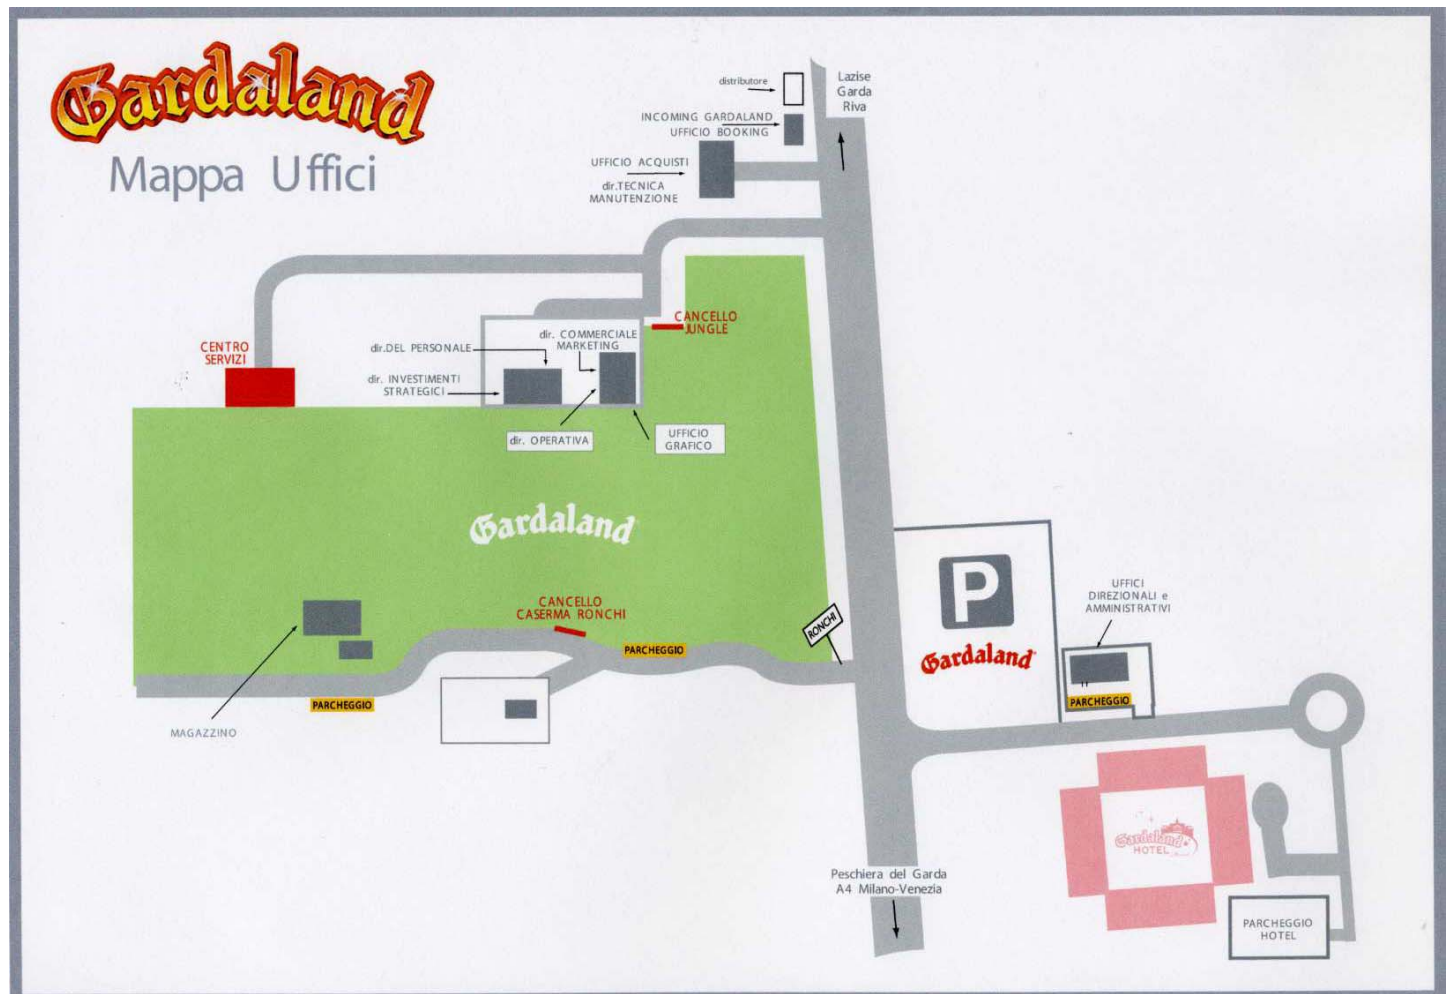 Gardaland
Mappa Uffici
distributore
INCOMING GARDALAND
UFFICIO BOOKING
UFFICIO ACQUISTI
dir.TECNICA
MANUTENZIONE
Lazise
Garda
Riva
CENTRO
SERVIZI
dir.DEL PERSONALE
dir. INVESTIMENTI
STRATEGICI
dir. COMMERCIALE
MARKETING
CANCELLO
JUNGLE
dir. OPERATIVA
UFFICIO
GRAFICO
Gardaland
CANCELLO
CASERMA RONCHI
PARCHEGGIO
RONCHI
PARCHEGGIO
MAGAZZINO
P
Gardaland
UFFICI
DIREZIONALI e
AMMINISTRATIVI
PARCHEGGIO
Gardaland
HOTEL
PARCHEGGIO
HOTEL
Peschiera del Garda
A4 Milano-Venezia